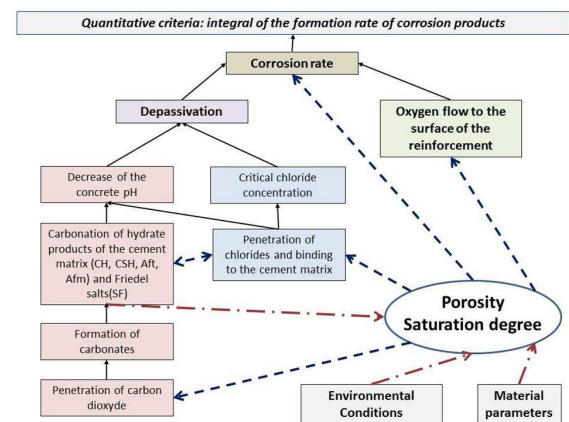 Quantitative criteria: integral of the formation rate of corrosion products
Corrosion rate
Depassivation
Oxygen flow to the
surface of the
reinforcement
Decrease of the
concrete pH
Critical chloride
concentration
Carbonation of hydrate
products of the cement
matrix (CH, CSH, Aft,
Afm) and Friedel
salts(SF)
Penetration of
chlorides and binding
to the cement matrix
Porosity
Saturation degree
Formation of
carbonates
Penetration of carbon
dioxyde
Environmental
Conditions
Material
parameters